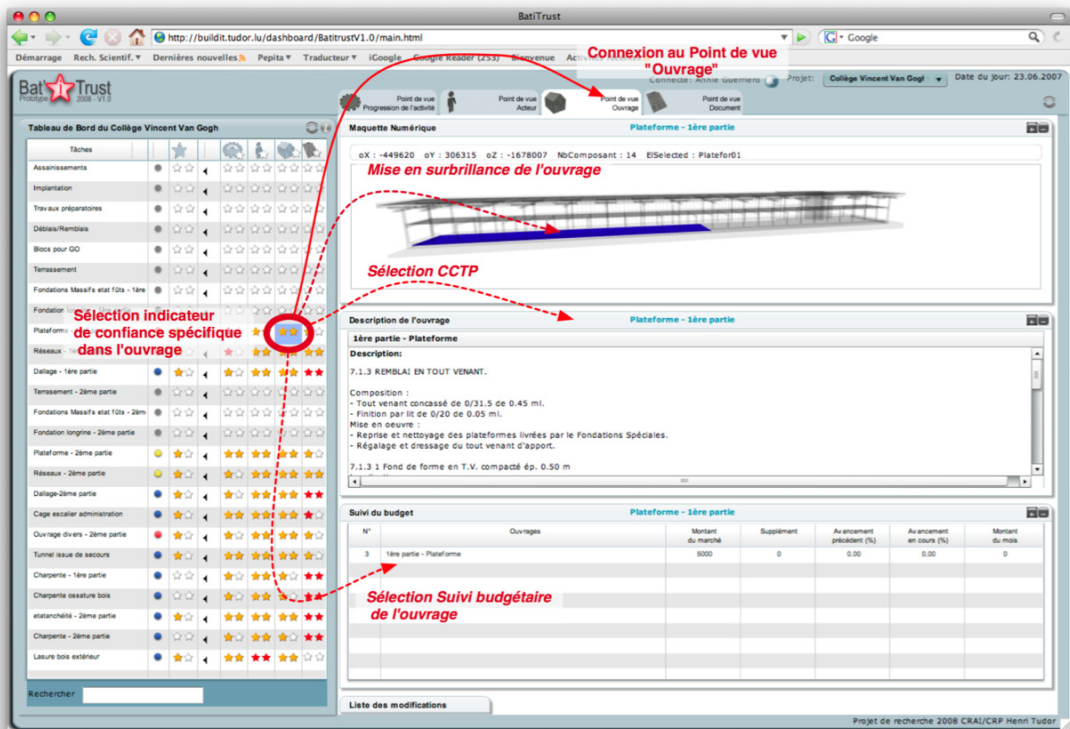 BatiTrust
http://buildit.tudor.lu/dashboard/BatitrustV1.0/main.html
Google
Démarrage Rech. Scientif. Dernières nouvelles Pepita Traducteur iGoogle Google Reader (253) Bienvenue
Connexion au Point de vue
"Ouvrage"
Bat i Trust
Prototype 2008 - V1.0
Connecté: Annie Guerriero
Projet: Collège Vincent Van Gogl
Date du jour: 23.06.2007
Point de vue
Progression de l'activité
Point de vue
Acteur
Point de vue
Ouvrage
Point de vue
Document
Tableau de Bord du Collège Vincent Van Gogh
Tâches
Assainissements
Implantation
Travaux préparatoires
Déblais/Remblais
Blocs pour GO
Terrassement
Fondations Massifs etat fûts - 1ère
Fondation
Plateforme
Réseaux
Dallage - 1ère partie
Terrassement - 2ème partie
Fondations Massifs etat fûts - 2èm
Fondation longrine - 2ème partie
Plateforme - 2ème partie
Réseaux - 2ème partie
Dallage-2ème partie
Cage escalier administration
Ouvrage divers - 2ème partie
Tunnel issue de secours
Charpente - 1ère partie
Charpente ossature bois
etatanchéité - 2ème partie
Charpente - 2ème partie
Lasure bois extérieur
Rechercher
Sélection indicateur
de confiance spécifique
dans l'ouvrage
Maquette Numérique
Plateforme - 1ère partie
oX : -449620 oY : 306315 oZ : -1678007 NbComposant : 14 ElSelected : Platefor01
Mise en surbrillance de l'ouvrage
Sélection CCTP
Description de l'ouvrage
Plateforme - 1ère partie
1ère partie - Plateforme
Description:
7.1.3 REMBLAI EN TOUT VENANT.
Composition :
- Tout venant concassé de 0/31.5 de 0.45 ml.
- Finition par lit de 0/20 de 0.05 ml.
Mise en oeuvre :
- Reprise et nettoyage des plateformes livrées par le Fondations Spéciales.
- Régalage et dressage du tout venant d'apport.
7.1.3 1 Fond de forme en T.V. compacté ép. 0.50 m
Suivi du budget
Plateforme - 1ère partie
N° Ouvrages Montant du marché Supplément Avancement précédent (%) Avancement en cours (%) Montant du mois
3 1ère partie - Plateforme 5000 0 0.00 0.00 0
Sélection Suivi budgétaire
de l'ouvrage
Liste des modifications
Projet de recherche 2008 CRAI/CRP Henri Tudor